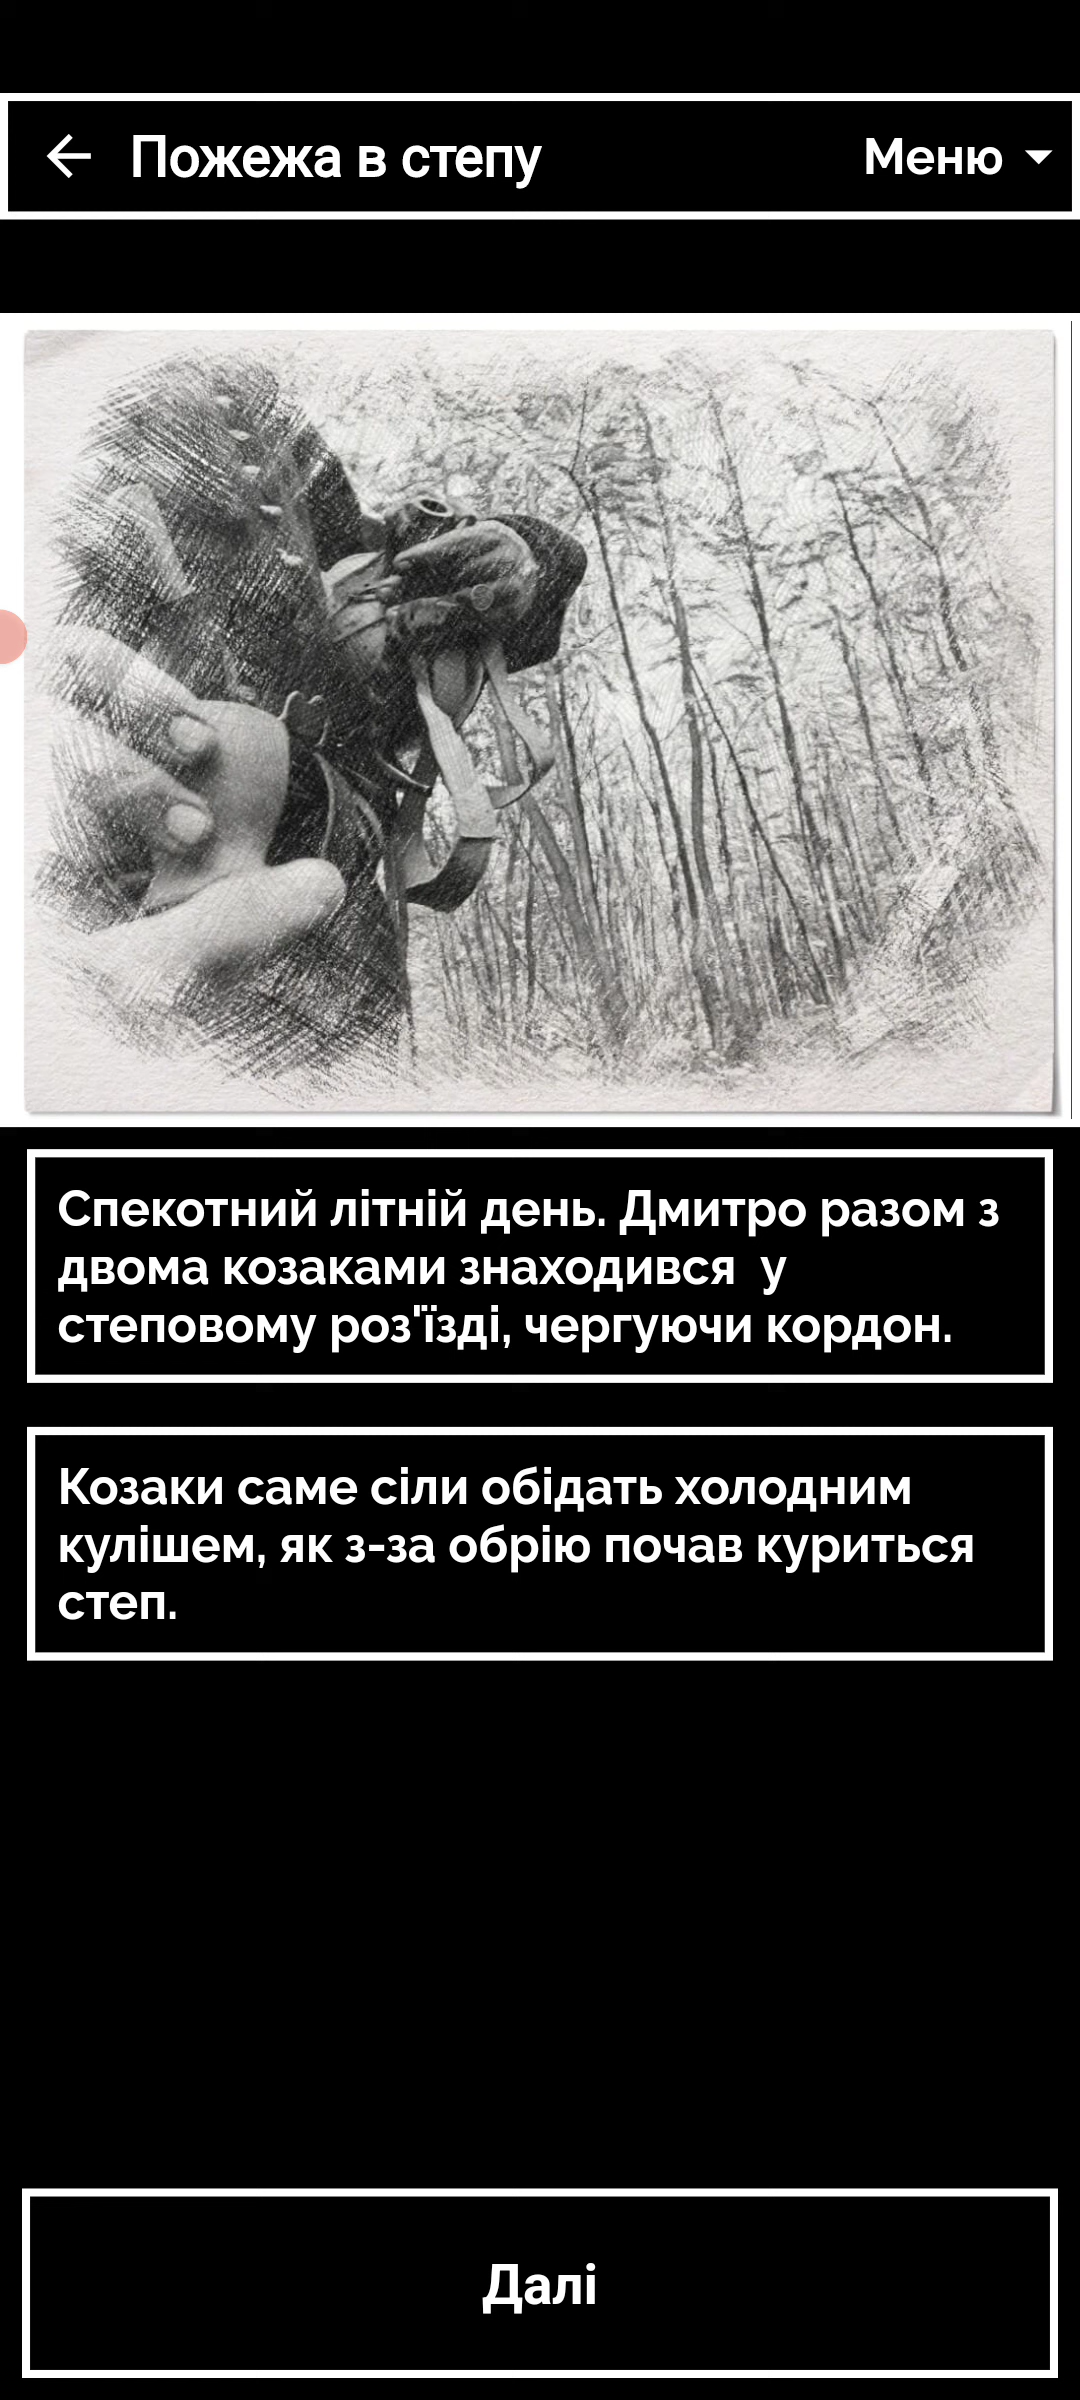 Пожежа в степу
Меню
Спекотний літній день. Дмитро разом з
двома козаками знаходився  у
степовому роз'їзді, чергуючи кордон.
Козаки саме сіли обідать холодним
кулішем, як з-за обрію почав куриться
степ.
Далі